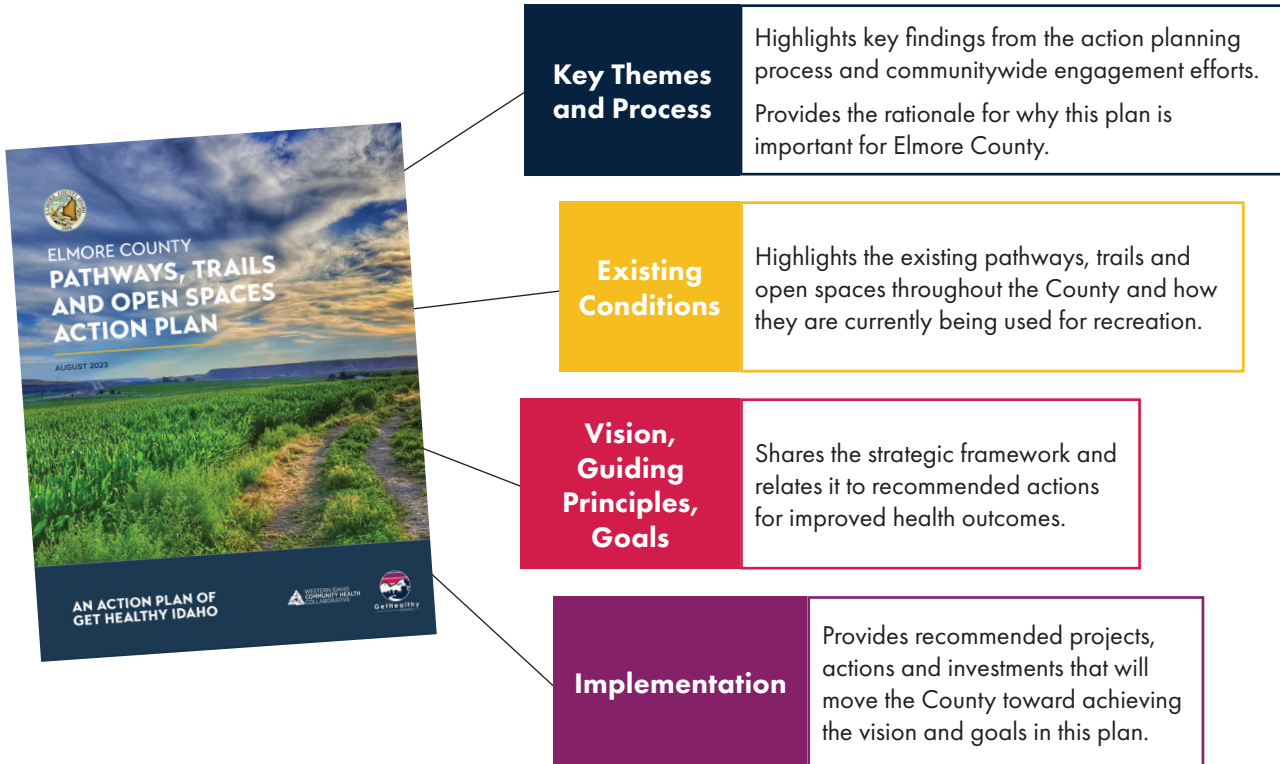 ELMORE COUNTY
PATHWAYS, TRAILS
AND OPEN SPACES
ACTION PLAN
AUGUST 2023
AN ACTION PLAN OF
GET HEALTHY IDAHO
WESTERN IDAHO
COMMUNITY HEALTH
COLLABORATIVE
GetHealthy
IDAHO
Key Themes
and Process
Highlights key findings from the action planning
process and communitywide engagement efforts.
Provides the rationale for why this plan is
important for Elmore County.
Existing
Conditions
Highlights the existing pathways, trails and
open spaces throughout the County and how
they are currently being used for recreation.
Vision,
Guiding
Principles,
Goals
Shares the strategic framework and
relates it to recommended actions
for improved health outcomes.
Implementation
Provides recommended projects,
actions and investments that will
move the County toward achieving
the vision and goals in this plan.